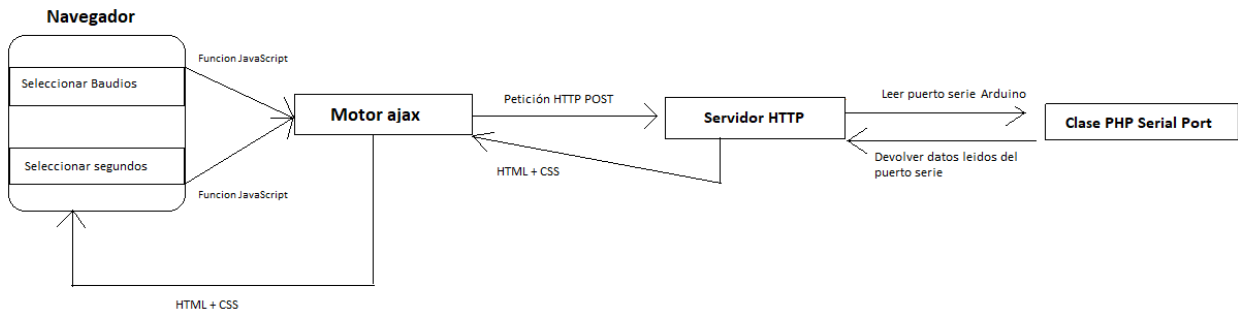 Navegador
Funcion JavaScript
Seleccionar Baudios
Motor ajax
Petición HTTP POST
Servidor HTTP
Leer puerto serie Arduino
Clase PHP Serial Port
Seleccionar segundos
Funcion JavaScript
HTML + CSS
Devolver datos leidos del
puerto serie
HTML + CSS